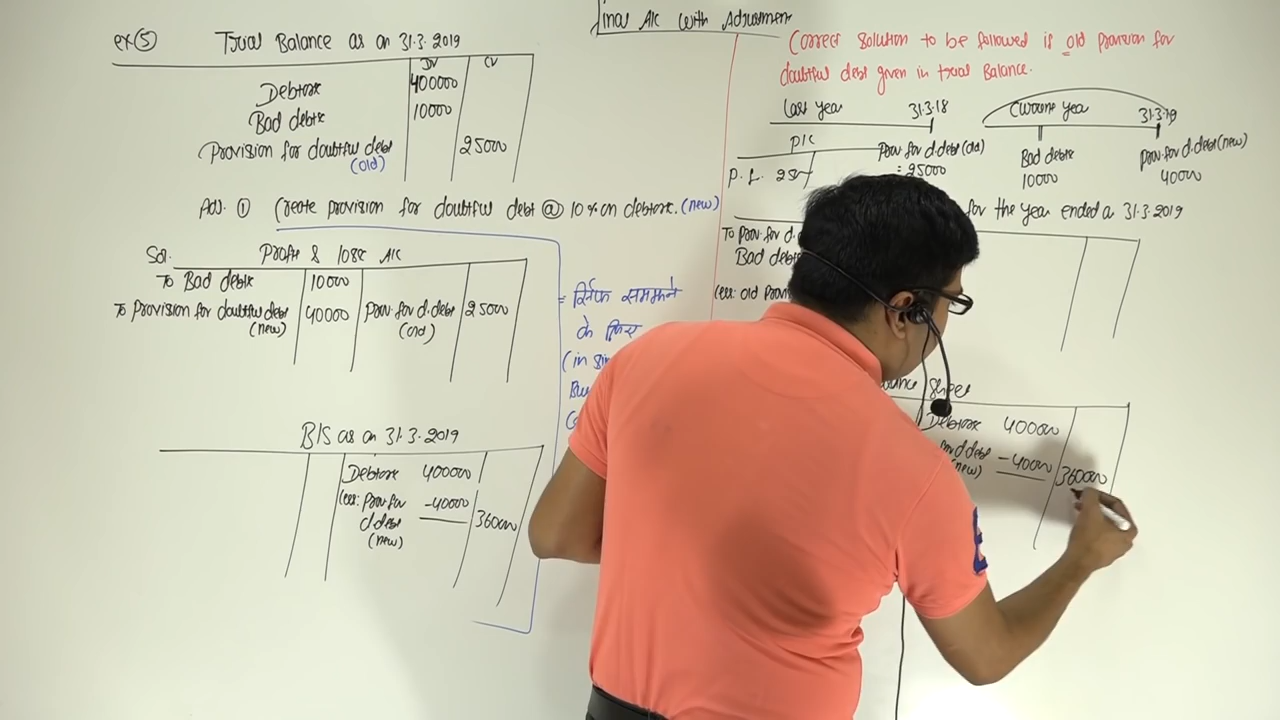 Final A/C with Adjustment
ex ⑤ Trial Balance as on 31.3.2019
Dr Cr
Debtors 400000
Bad debts 10000
Provision for doubtful debt 25000
(old)
Adj. ① Create provision for doubtful debt @ 10% on debtors. (new)
Sol. Profit & loss A/C
To Bad debts 10000
To Provision for doubtful debt 40000 Prov. for d. debt 25000
(new) (old)
B/S as on 31.3.2019
Debtors 400000
Less: Prov for -40000
d.debt 360000
(new)
= सिर्फ समझने
के लिए
(in
Correct solution to be followed is old provision for
doubtful debt given in trial Balance.
Last year 31.3.18 Current year 31.3.19
P/L Prov. for d. debt (old) Bad debts Prov. for d. debt (new)
= 25000 10000 40000
P. L.
for the year ended a 31.3.2019
To Prov. for d.
Bad debts
Less: old Prov
Sheet
Debtors 400000
d debt -40000 360000
(new)